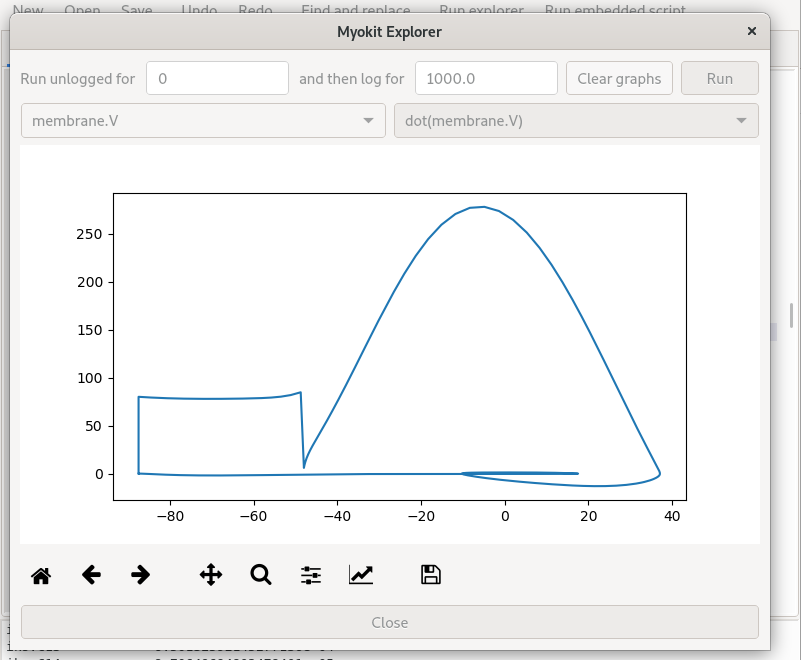 New Open Save Undo Redo Find and replace Run explorer Run embedded script
Myokit Explorer ×
Run unlogged for 0 and then log for 1000.0 Clear graphs Run
membrane.V dot(membrane.V)
250
200
150
100
50
0
−80 −60 −40 −20 0 20 40
Close